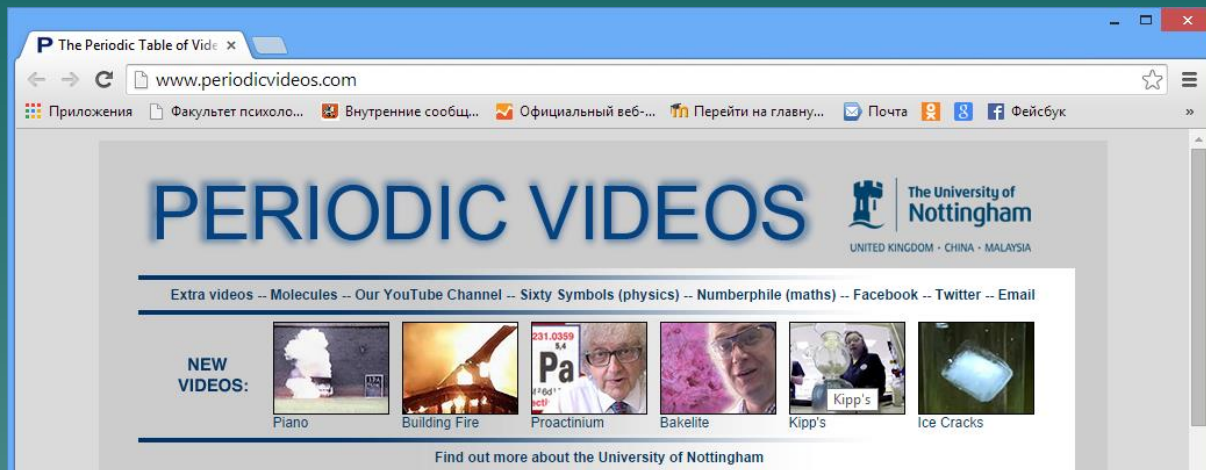 The Periodic Table of Vide
www.periodicvideos.com
Приложения Факультет психоло... Внутренние сообщ... Официальный веб-... Перейти на главну... Почта Фейсбук »
PERIODIC VIDEOS
The University of
Nottingham
UNITED KINGDOM · CHINA · MALAYSIA
Extra videos -- Molecules -- Our YouTube Channel -- Sixty Symbols (physics) -- Numberphile (maths) -- Facebook -- Twitter -- Email
NEW
VIDEOS:
231.0359
5,4
Pa
Kipp's
Piano Building Fire Proactinium Bakelite Kipp's Ice Cracks
Find out more about the University of Nottingham